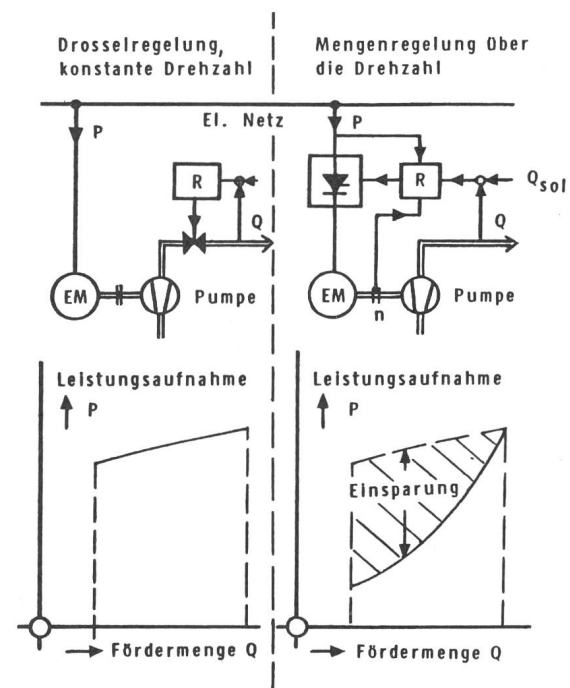 Drosselregelung,
konstante Drehzahl
Mengenregelung über
die Drehzahl
El. Netz
P
P
R
R
Qsol
Q
Q
EM
Pumpe
EM
n
Pumpe
Leistungsaufnahme
P
Leistungsaufnahme
P
Einsparung
Fördermenge Q
Fördermenge Q